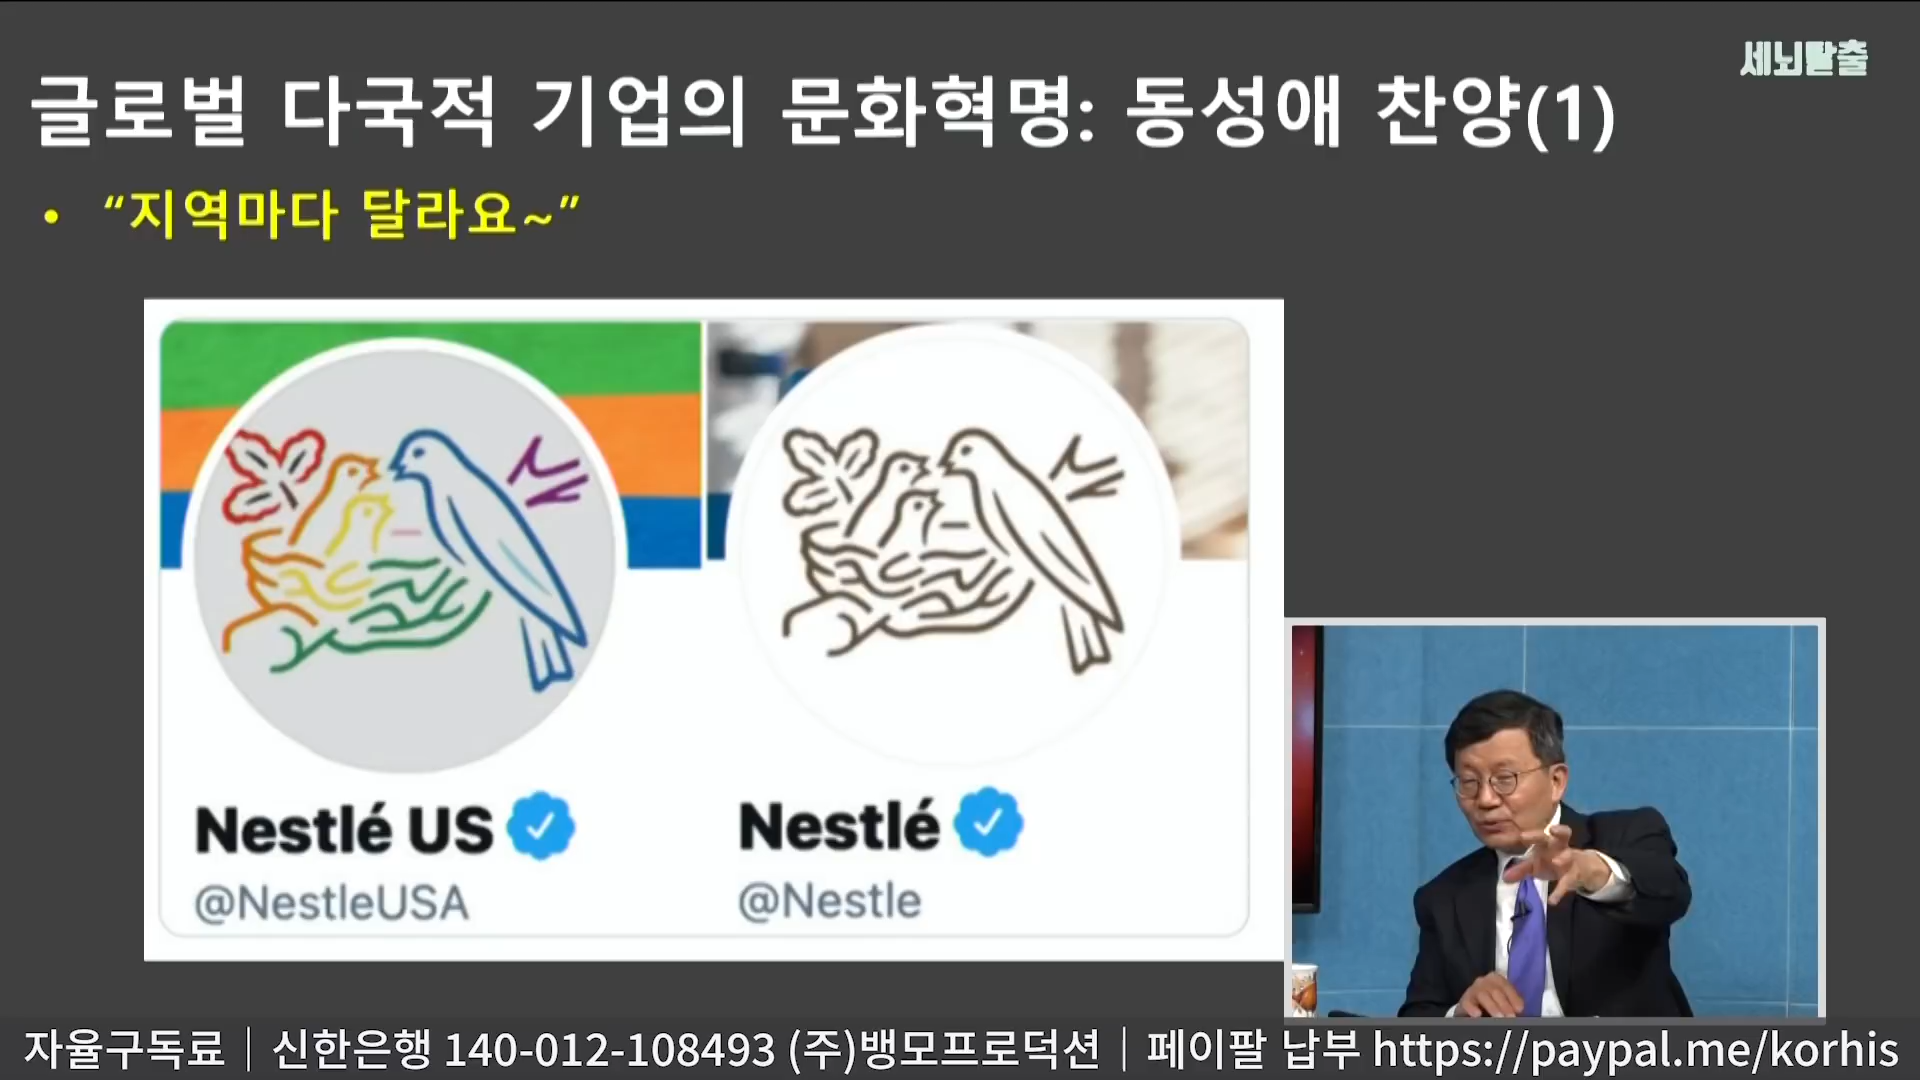 세뇌탈출
글로벌 다국적 기업의 문화혁명: 동성애 찬양(1)
• “지역마다 달라요~”
Nestlé US
@NestleUSA
Nestlé
@Nestle
자율구독료│신한은행 140-012-108493 (주)뱅모프로덕션│페이팔 납부 https://paypal.me/korhis